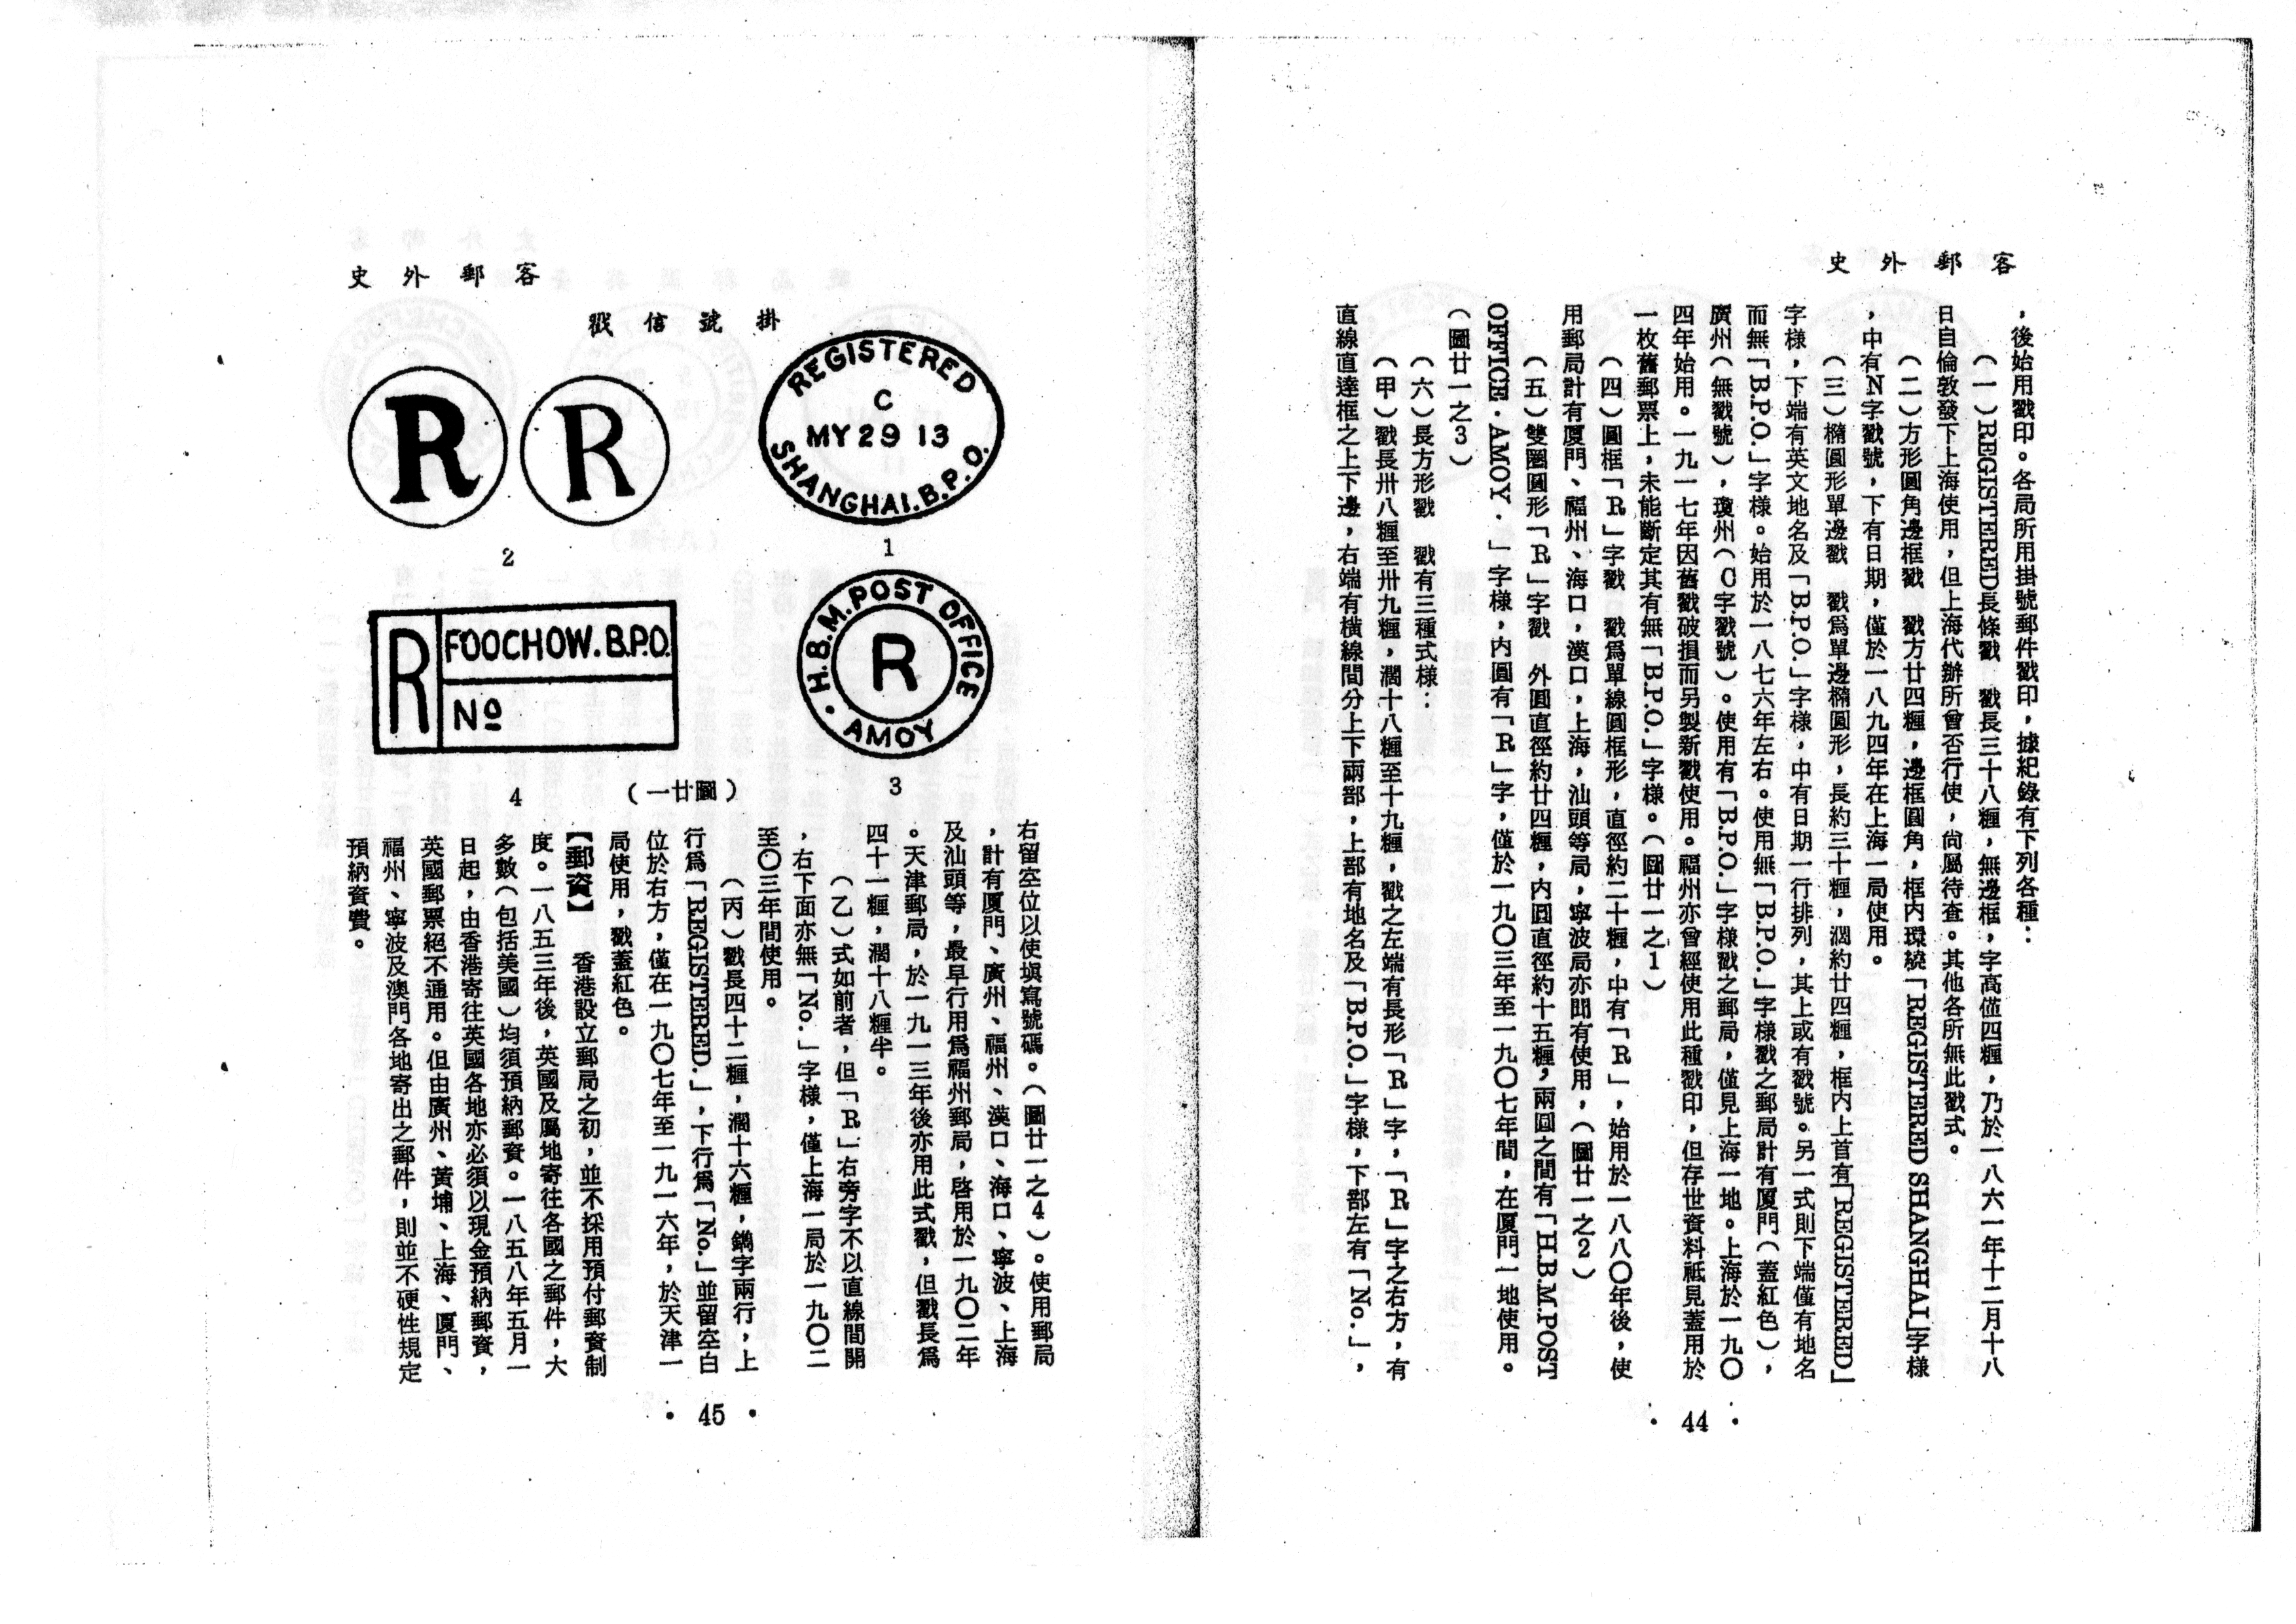 客郵外史
，後始用戳印。各局所用掛號郵件戳印，據紀錄有下列各種：
（一）REGISTERED長條戳　戳長三十八糎，無邊框，字高僅四糎，乃於一八六一年十二月十八
日自倫敦發下上海使用，但上海代辦所曾否行使，尙屬待查。其他各所無此戳式。
（二）方形圓角邊框戳　戳方廿四糎，邊框圓角，框內環繞「REGISTERED SHANGHAI」字樣
，中有N字戳號，下有日期，僅於一八九四年在上海一局使用。
（三）橢圓形單邊戳　戳爲單邊橢圓形，長約三十糎，濶約廿四糎，框內上首有「REGISTERED」
字樣，下端有英文地名及「B.P.O.」字樣，中有日期一行排列，其上或有戳號。另一式則下端僅有地名
而無「B.P.O.」字樣。始用於一八七六年左右。使用無「B.P.O.」字樣戳之郵局計有厦門（蓋紅色），
廣州（無戳號），瓊州（C字戳號）。使用有「B.P.O.」字樣戳之郵局，僅見上海一地。上海於一九〇
四年始用。一九一七年因舊戳破損而另製新戳使用。福州亦曾經使用此種戳印，但存世資料祗見蓋用於
一枚舊郵票上，未能斷定其有無「B.P.O.」字樣。（圖廿一之1）
（四）圓框「R」字戳　戳爲單線圓框形，直徑約二十糎，中有「R」，始用於一八八〇年後，使
用郵局計有厦門、福州、海口，漢口，上海，汕頭等局，寧波局亦聞有使用，（圖廿一之2）
（五）雙圈圓形「R」字戳　外圓直徑約廿四糎，內圓直徑約十五糎，兩圓之間有「H.B.M.POST
OFFICE．AMOY．」字樣，內圓有「R」字，僅於一九〇三年至一九〇七年間，在厦門一地使用。
（圖廿一之3）
（六）長方形戳　戳有三種式樣：
（甲）戳長卅八糎至卅九糎，濶十八糎至十九糎，戳之左端有長形「R」字，「R」字之右方，有
直線直達框之上下邊，右端有橫線間分上下兩部，上部有地名及「B.P.O.」字樣，下部左有「No.」，
• 44 •
客郵外史
掛號信戳
REGISTERED
C
MY 29 13
SHANGHAI.B.P.O.
1
R
R
2
H.B.M.POST OFFICE
R
• AMOY •
3
R
FOOCHOW.B.P.O.
No
4
（圖廿一）
右留空位以使塡寫號碼。（圖廿一之4）。使用郵局
，計有厦門、廣州、福州、漢口、海口、寧波、上海
及汕頭等，最早行用爲福州郵局，啓用於一九〇二年
。天津郵局，於一九一三年後亦用此式戳，但戳長爲
四十一糎，濶十八糎半。
（乙）式如前者，但「R」右旁字不以直線間開
，右下面亦無「No.」字樣，僅上海一局於一九〇二
至〇三年間使用。
（丙）戳長四十二糎，濶十六糎，鐫字兩行，上
行爲「REGISTERED.」，下行爲「No.」並留空白
位於右方，僅在一九〇七年至一九一六年，於天津一
局使用，戳蓋紅色。
【郵資】　香港設立郵局之初，並不採用預付郵資制
度。一八五三年後，英國及屬地寄往各國之郵件，大
多數（包括美國）均須預納郵資。一八五八年五月一
日起，由香港寄往英國各地亦必須以現金預納郵資，
英國郵票絕不通用。但由廣州、黃埔、上海、厦門、
福州、寧波及澳門各地寄出之郵件，則並不硬性規定
預納資費。
• 45 •